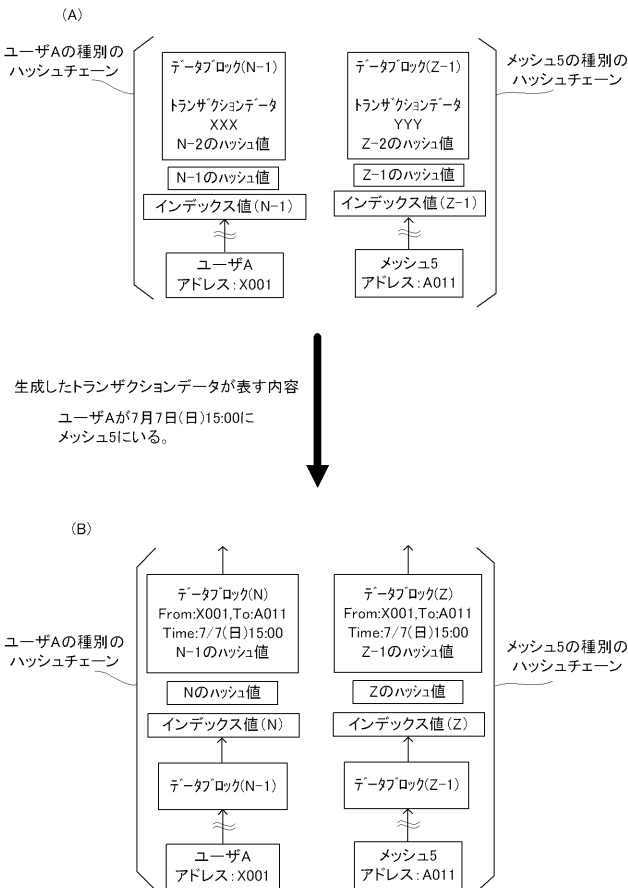 (A)
ユーザAの種別の
ハッシュチェーン
データブロック(N-1)
トランザクションデータ
XXX
N-2のハッシュ値
N-1のハッシュ値
インデックス値(N-1)
ユーザA
アドレス:X001
データブロック(Z-1)
トランザクションデータ
YYY
Z-2のハッシュ値
Z-1のハッシュ値
インデックス値(Z-1)
メッシュ5
アドレス:A011
メッシュ5の種別の
ハッシュチェーン
生成したトランザクションデータが表す内容
ユーザAが7月7日(日)15:00に
メッシュ5にいる。
(B)
ユーザAの種別の
ハッシュチェーン
データブロック(N)
From:X001,To:A011
Time:7/7(日)15:00
N-1のハッシュ値
Nのハッシュ値
インデックス値(N)
データブロック(N-1)
ユーザA
アドレス:X001
データブロック(Z)
From:X001,To:A011
Time:7/7(日)15:00
Z-1のハッシュ値
Zのハッシュ値
インデックス値(Z)
データブロック(Z-1)
メッシュ5
アドレス:A011
メッシュ5の種別の
ハッシュチェーン